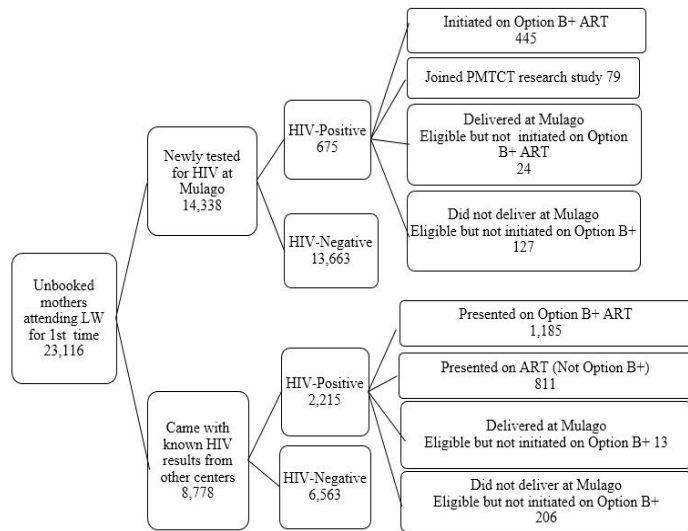 Unbooked
mothers
attending LW
for 1st time
23,116
Newly tested
for HIV at
Mulago
14,338
HIV-Positive
675
Initiated on Option B+ ART
445
Joined PMTCT research study 79
Delivered at Mulago
Eligible but not initiated on Option
B+ ART
24
Did not deliver at Mulago
Eligible but not initiated on Option B+
127
HIV-Negative
13,663
Came with
known HIV
results from
other centers
8,778
HIV-Positive
2,215
Presented on Option B+ ART
1,185
Presented on ART (Not Option B+)
811
Delivered at Mulago
Eligible but not initiated on Option B+ 13
Did not deliver at Mulago
Eligible but not initiated on Option B+
206
HIV-Negative
6,563